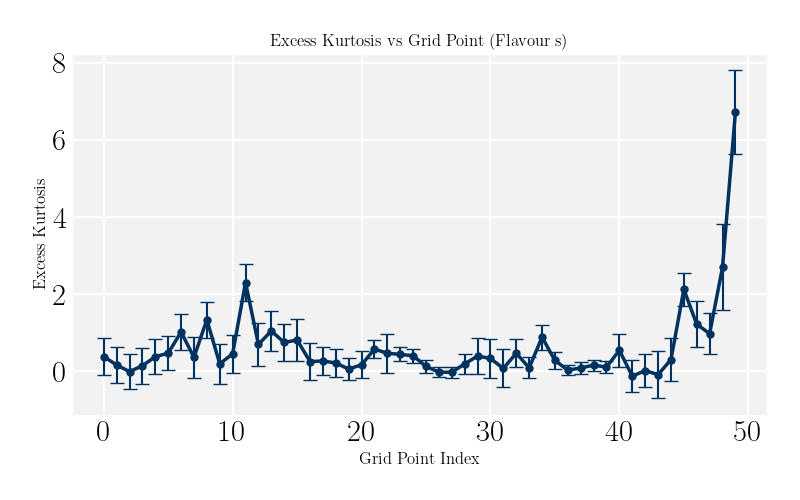 Excess Kurtosis vs Grid Point (Flavour s)
8
6
4
2
0
Excess Kurtosis
0 10 20 30 40 50
Grid Point Index